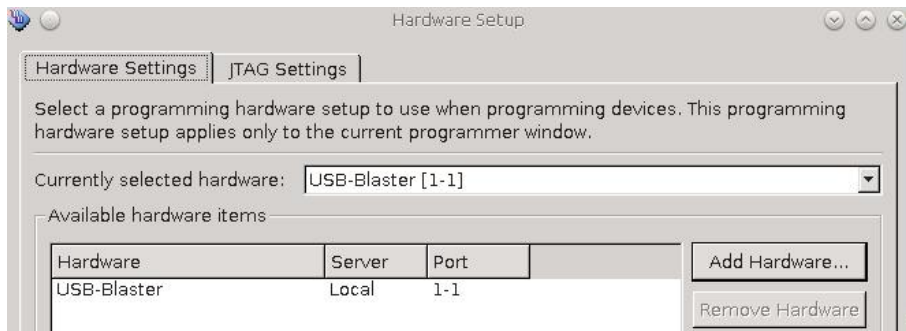 Hardware Setup
Hardware Settings JTAG Settings
Select a programming hardware setup to use when programming devices. This programming
hardware setup applies only to the current programmer window.
Currently selected hardware: USB-Blaster [1-1]
Available hardware items
Hardware Server Port Add Hardware...
USB-Blaster Local 1-1
Remove Hardware